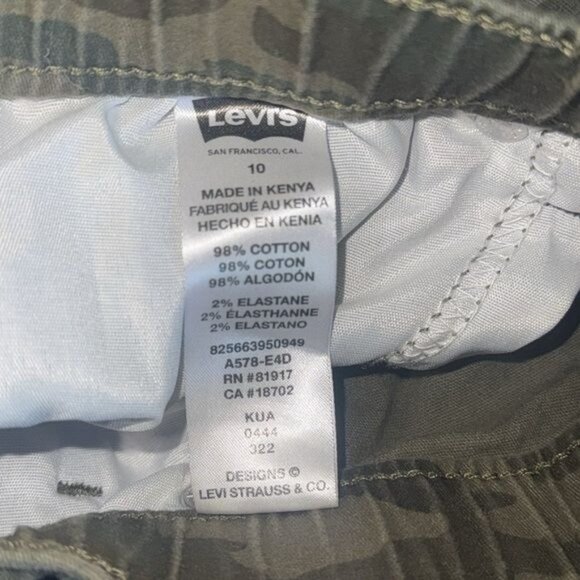 Levi's
SAN FRANCISCO, CAL.
10
MADE IN KENYA
FABRIQUÉ AU KENYA
HECHO EN KENIA
98% COTTON
98% COTON
98% ALGODÓN
2% ELASTANE
2% ÉLASTHANNE
2% ELASTANO
825663950949
A578-E4D
RN #81917
CA #18702
KUA
0444
322
DESIGNS ©
LEVI STRAUSS & CO.